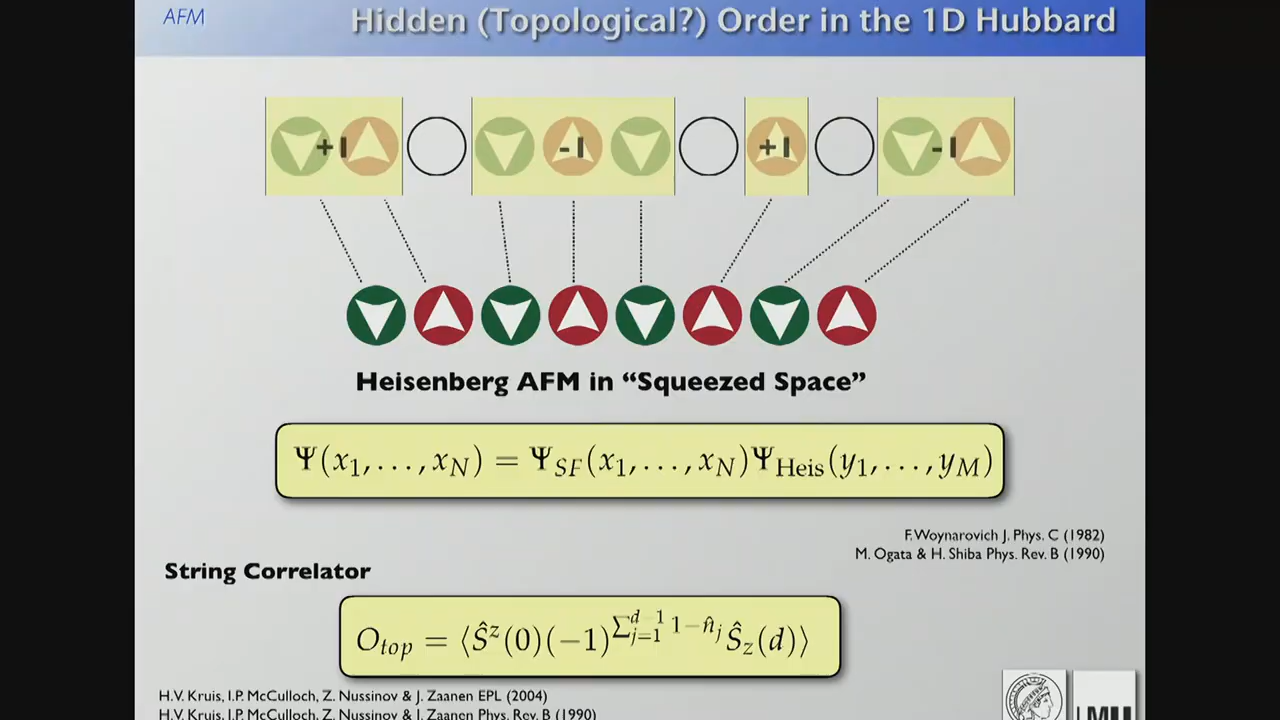 AFM
Hidden (Topological?) Order in the 1D Hubbard
+1 -1 +1 -1
Heisenberg AFM in “Squeezed Space”
Ψ(x₁,...,x_N) = Ψ_SF(x₁,...,x_N)Ψ_Heis(y₁,...,y_M)
F. Woynarovich J. Phys. C (1982)
M. Ogata & H. Shiba Phys. Rev. B (1990)
String Correlator
O_top = ⟨Ŝ^z(0)(−1)^{∑_{j=1}^{d−1} 1−n̂_j} Ŝ_z(d)⟩
H.V. Kruis, I.P. McCulloch, Z. Nussinov & J. Zaanen EPL (2004)
H.V. Kruis, I.P. McCulloch, Z. Nussinov & J. Zaanen Phys. Rev. B (1990)
LMU